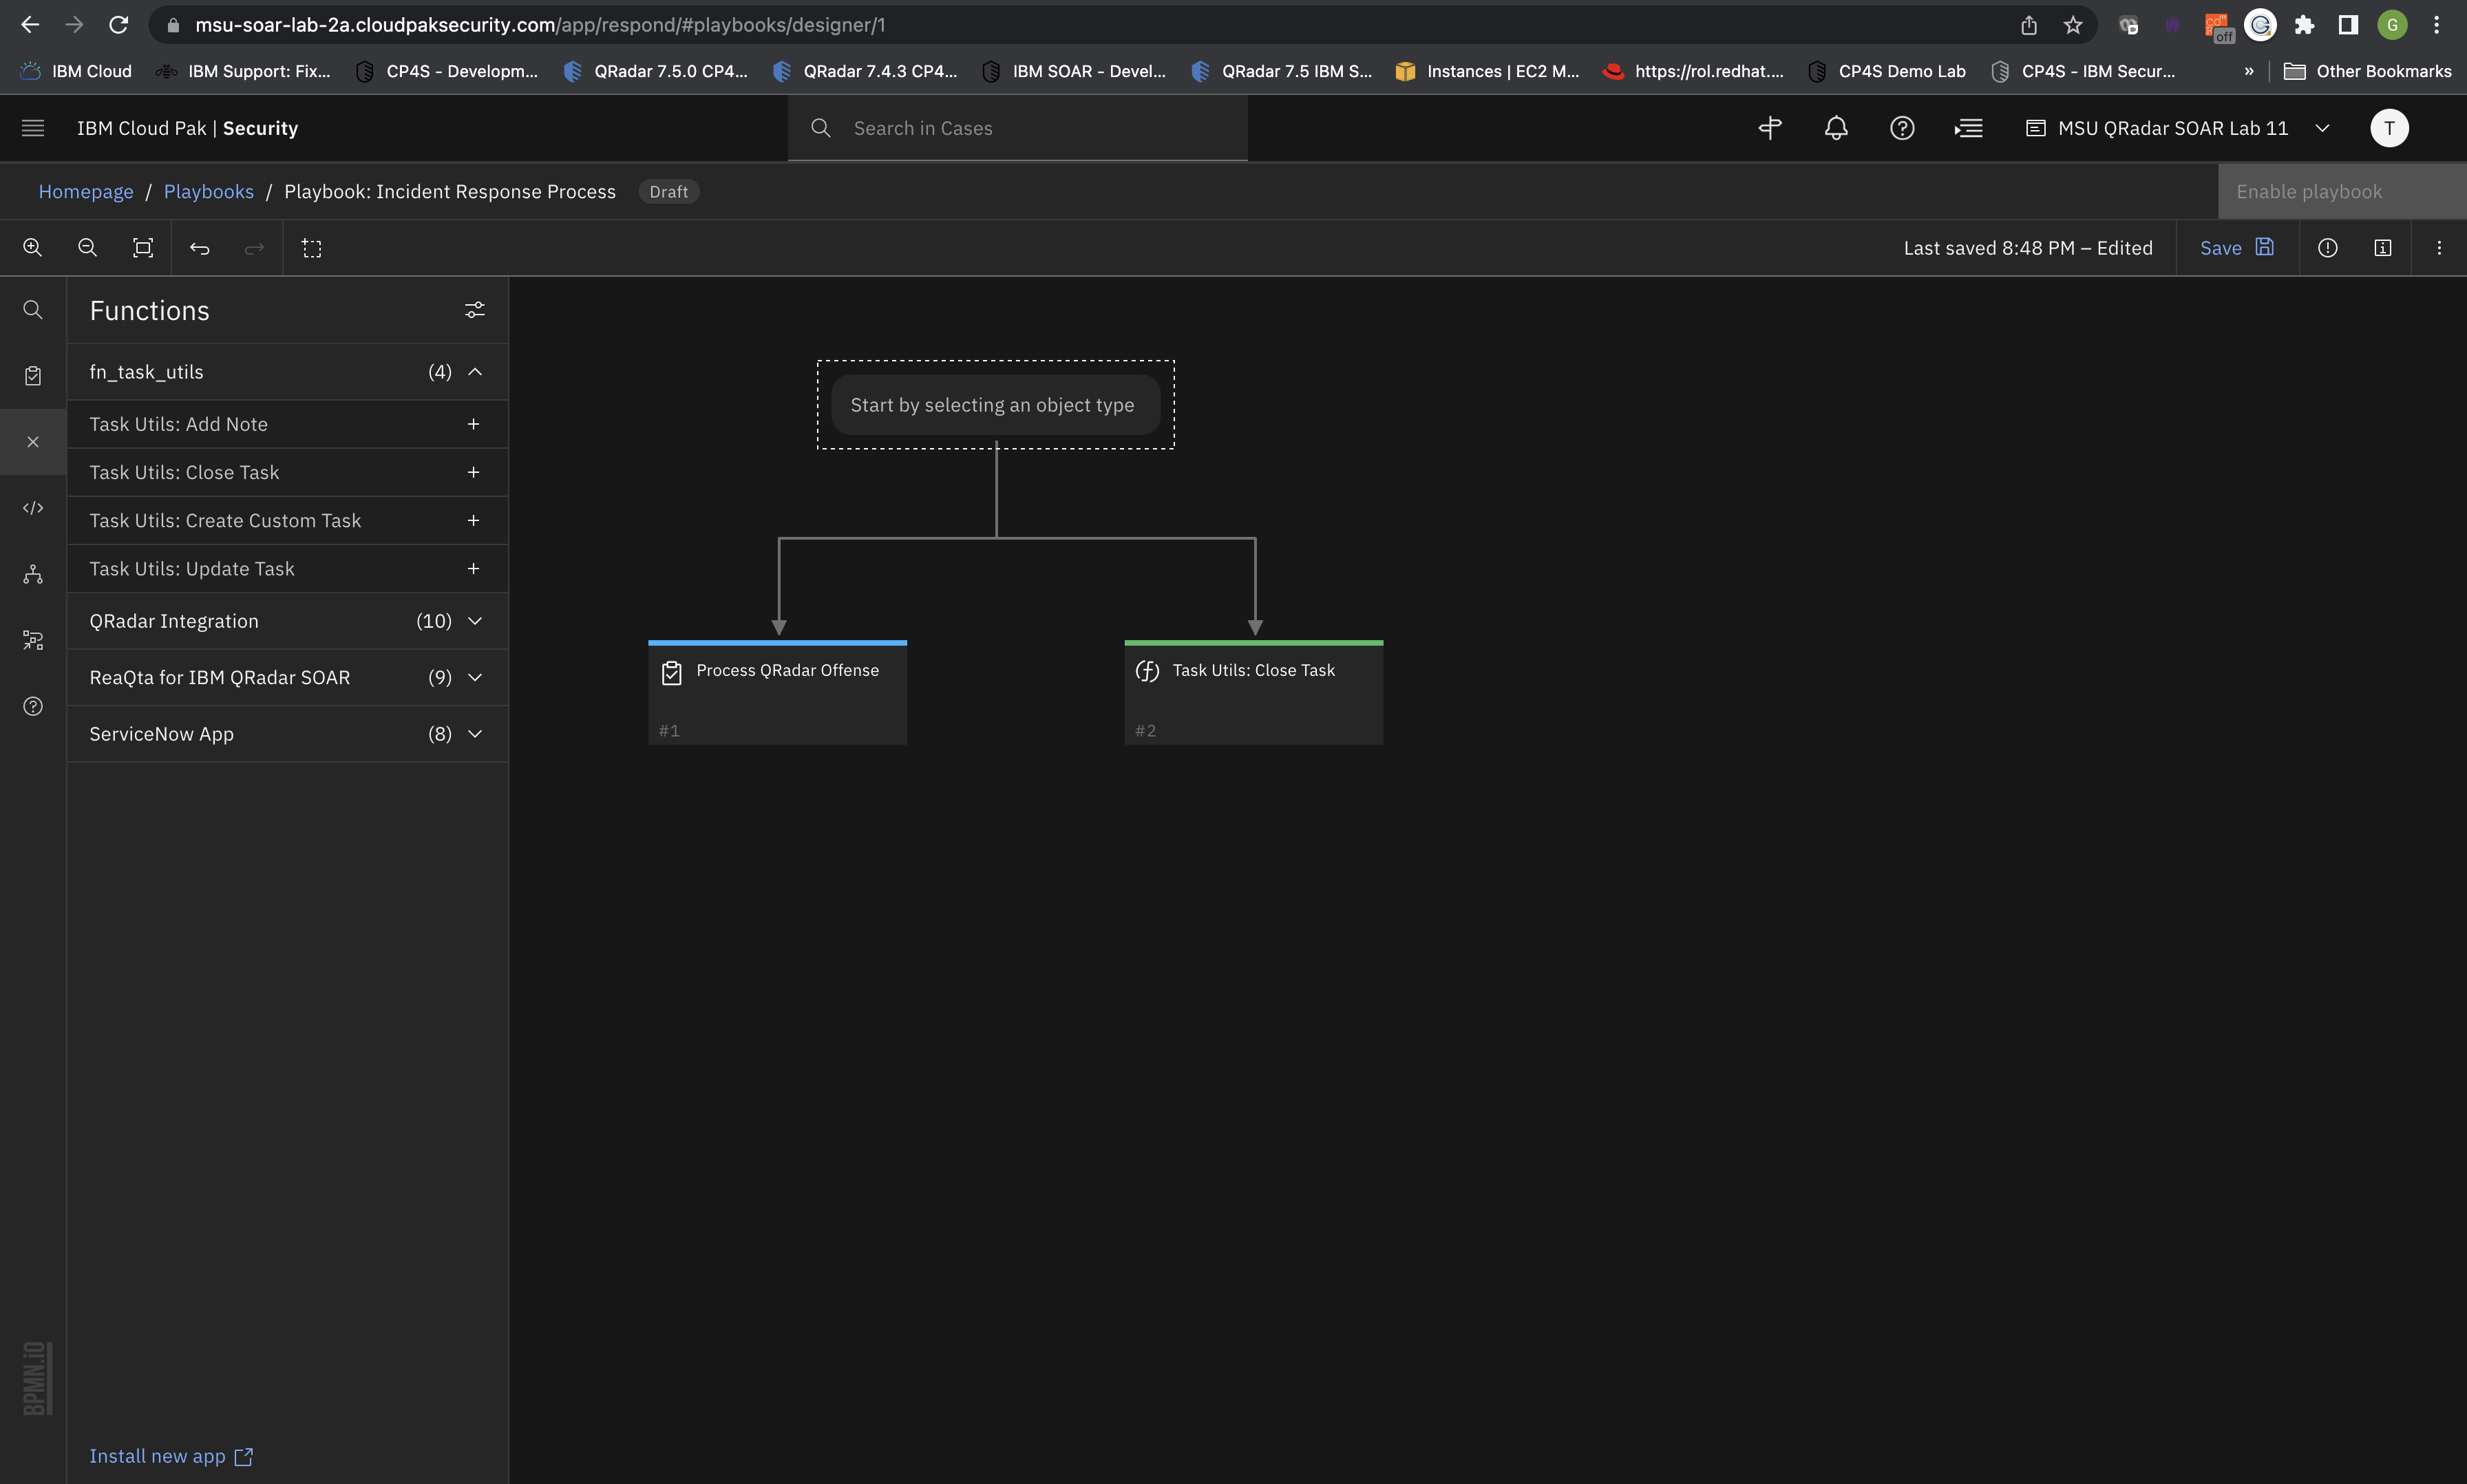 msu-soar-lab-2a.cloudpaksecurity.com/app/respond/#playbooks/designer/1
off
G
IBM Cloud
IBM Support: Fix...
CP4S - Developm...
QRadar 7.5.0 CP4...
QRadar 7.4.3 CP4...
IBM SOAR - Devel...
QRadar 7.5 IBM S...
Instances | EC2 M...
https://rol.redhat....
CP4S Demo Lab
CP4S - IBM Secur...
»
Other Bookmarks
IBM Cloud Pak | Security
Search in Cases
MSU QRadar SOAR Lab 11
T
Homepage / Playbooks / Playbook: Incident Response Process
Draft
Enable playbook
Last saved 8:48 PM – Edited
Save
Functions
fn_task_utils (4)
Task Utils: Add Note
Task Utils: Close Task
Task Utils: Create Custom Task
Task Utils: Update Task
QRadar Integration (10)
ReaQta for IBM QRadar SOAR (9)
ServiceNow App (8)
Start by selecting an object type
Process QRadar Offense
#1
Task Utils: Close Task
#2
BPMN.iO
Install new app